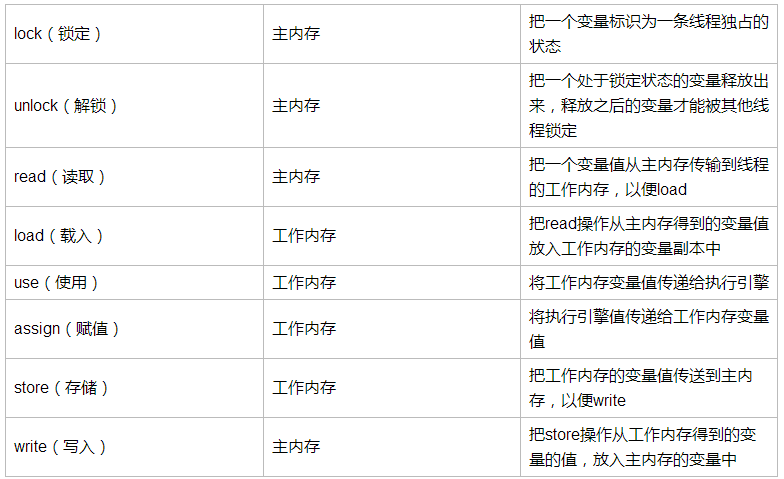 lock（锁定）
主内存
把一个变量标识为一条线程独占的
状态
unlock（解锁）
主内存
把一个处于锁定状态的变量释放出
来，释放之后的变量才能被其他线
程锁定
read（读取）
主内存
把一个变量值从主内存传输到线程
的工作内存，以便load
load（载入）
工作内存
把read操作从主内存得到的变量值
放入工作内存的变量副本中
use（使用）
工作内存
将工作内存变量值传递给执行引擎
assign（赋值）
工作内存
将执行引擎值传递给工作内存变量
值
store（存储）
工作内存
把工作内存的变量值传送到主内
存，以便write
write（写入）
主内存
把store操作从工作内存得到的变
量的值，放入主内存的变量中